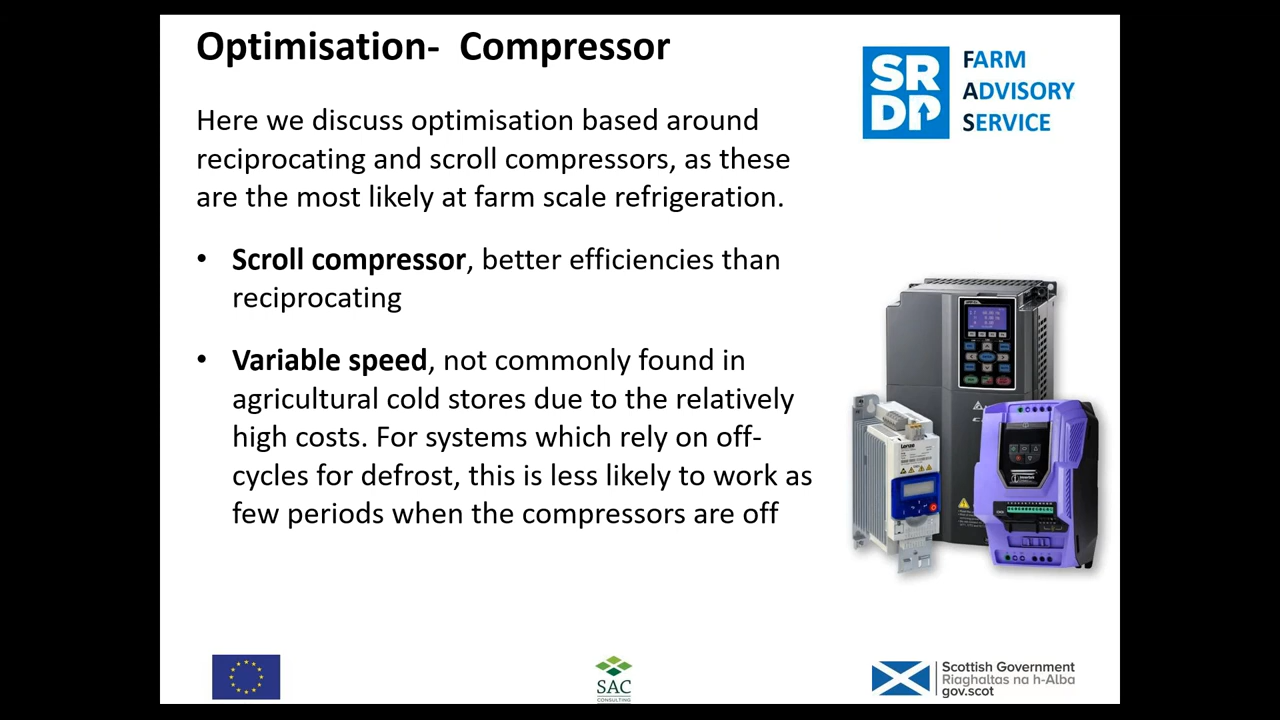 Optimisation- Compressor
SR
DP
FARM
ADVISORY
SERVICE
Here we discuss optimisation based around
reciprocating and scroll compressors, as these
are the most likely at farm scale refrigeration.
• Scroll compressor, better efficiencies than
reciprocating
• Variable speed, not commonly found in
agricultural cold stores due to the relatively
high costs. For systems which rely on off-
cycles for defrost, this is less likely to work as
few periods when the compressors are off
SAC
CONSULTING
Scottish Government
Riaghaltas na h-Alba
gov.scot